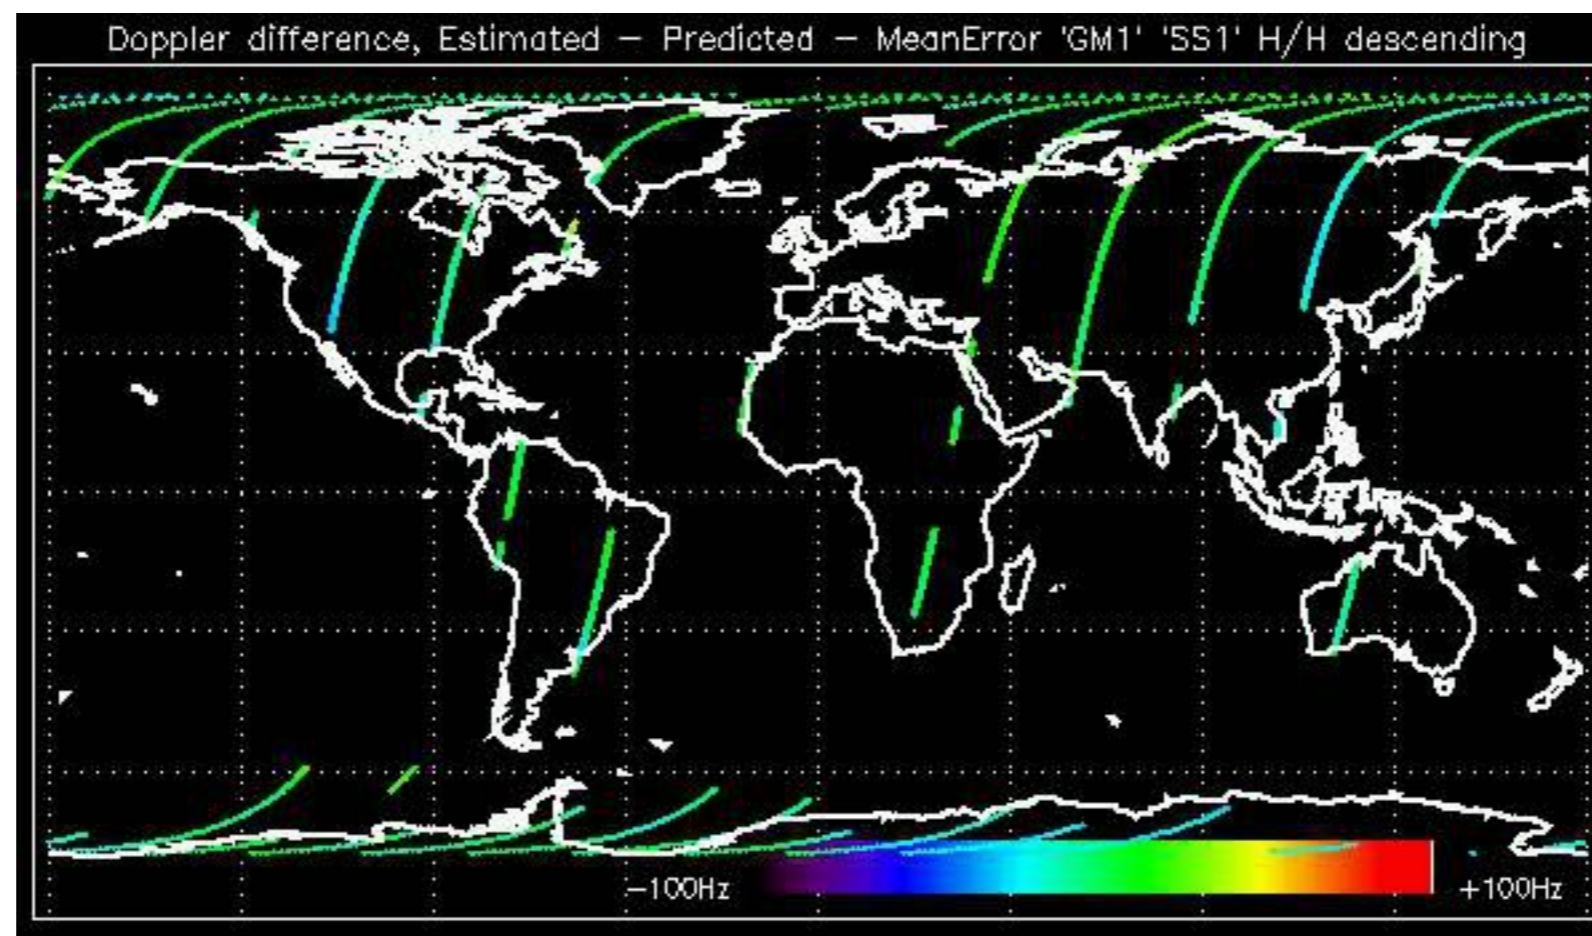 Doppler difference, Estimated − Predicted − MeanError 'GM1' 'SS1' H/H descending
−100Hz +100Hz